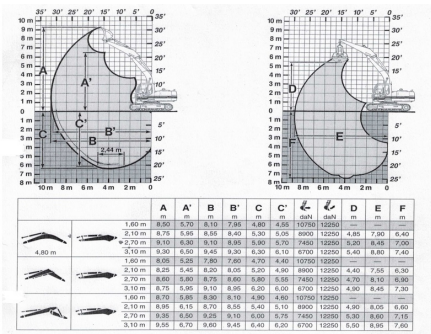 35' 30' 25' 20' 15' 10' 5' 0
35' 30' 25' 20' 15' 10' 5' 0
10 m
9 m
8 m
7 m
6 m
5 m
4 m
3 m
2 m
1 m
0
1 m
2 m
3 m
4 m
5 m
6 m
7 m
8 m
A
A'
B
B'
C
C'
2,44 m
35'
30'
25'
20'
15'
10'
5'
0
5'
10'
15'
20'
25'
10 m 8 m 6 m 4 m 2 m 0
D
E
F
A A' B B' C C' D E F
m m m m m m daN daN m m m
1,60 m 8,50 5,70 8,10 7,95 4,80 4,55 10750 12250 — — —
2,10 m 8,75 5,95 8,55 8,40 5,30 5,05 8900 12250 4,85 7,90 6,40
2,70 m 9,10 6,30 9,10 8,95 5,90 5,70 7450 12250 5,20 8,45 7,00
3,10 m 9,30 6,50 9,45 9,30 6,30 6,10 6700 12250 5,40 8,80 7,40
4,80 m
1,60 m 8,05 5,25 7,80 7,60 4,70 4,40 10750 12250 — — —
2,10 m 8,25 5,45 8,20 8,05 5,20 4,90 8900 12250 4,40 7,55 6,30
2,70 m 8,60 5,80 8,75 8,60 5,80 5,55 7450 12250 4,70 8,10 6,90
3,10 m 8,75 5,95 9,10 8,95 6,20 6,00 6700 12250 4,90 8,45 7,30
1,60 m 8,70 5,85 8,30 8,10 4,90 4,60 10750 12250 — — —
2,10 m 8,95 6,15 8,70 8,55 5,40 5,10 8900 12250 4,90 8,05 6,60
2,70 m 9,35 6,50 9,25 9,10 6,00 5,75 7450 12250 5,30 8,60 7,15
3,10 m 9,55 6,70 9,60 9,45 6,40 6,20 6700 12250 5,50 8,95 7,60